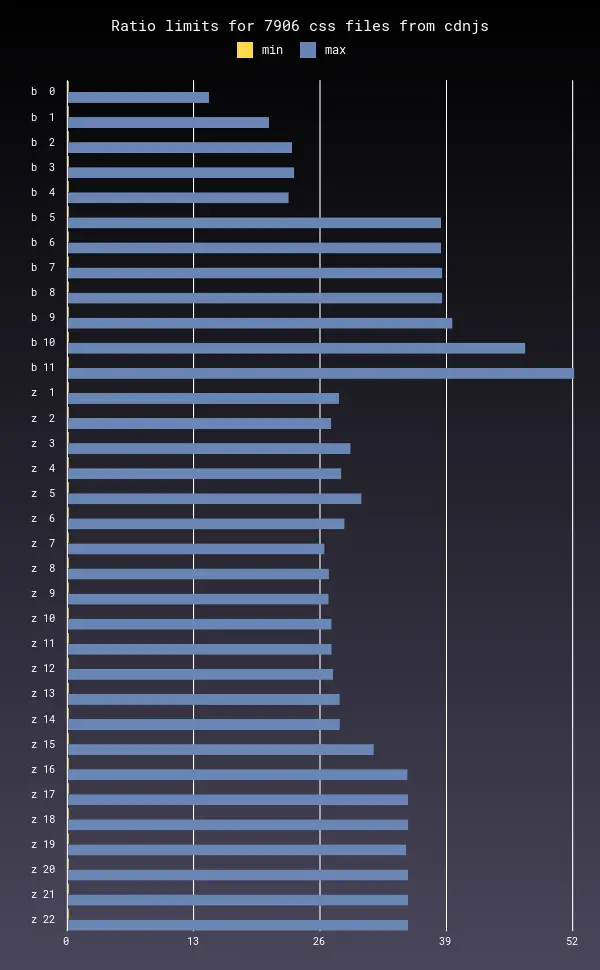 Ratio limits for 7906 css files from cdnjs
min max
b 0
b 1
b 2
b 3
b 4
b 5
b 6
b 7
b 8
b 9
b 10
b 11
z 1
z 2
z 3
z 4
z 5
z 6
z 7
z 8
z 9
z 10
z 11
z 12
z 13
z 14
z 15
z 16
z 17
z 18
z 19
z 20
z 21
z 22
0 13 26 39 52